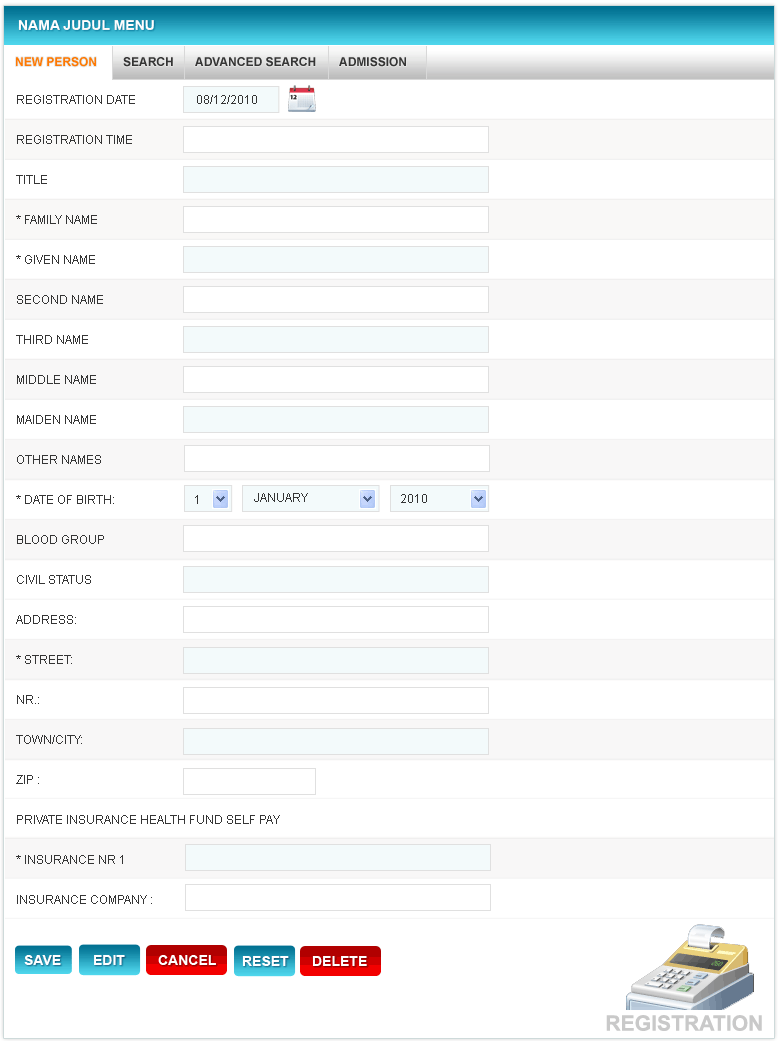 NAMA JUDUL MENU
NEW PERSON SEARCH ADVANCED SEARCH ADMISSION
REGISTRATION DATE 08/12/2010 12
REGISTRATION TIME
TITLE
* FAMILY NAME
* GIVEN NAME
SECOND NAME
THIRD NAME
MIDDLE NAME
MAIDEN NAME
OTHER NAMES
* DATE OF BIRTH: 1 JANUARY 2010
BLOOD GROUP
CIVIL STATUS
ADDRESS:
* STREET:
NR.:
TOWN/CITY:
ZIP :
PRIVATE INSURANCE HEALTH FUND SELF PAY
* INSURANCE NR 1
INSURANCE COMPANY :
SAVE EDIT CANCEL RESET DELETE
REGISTRATION